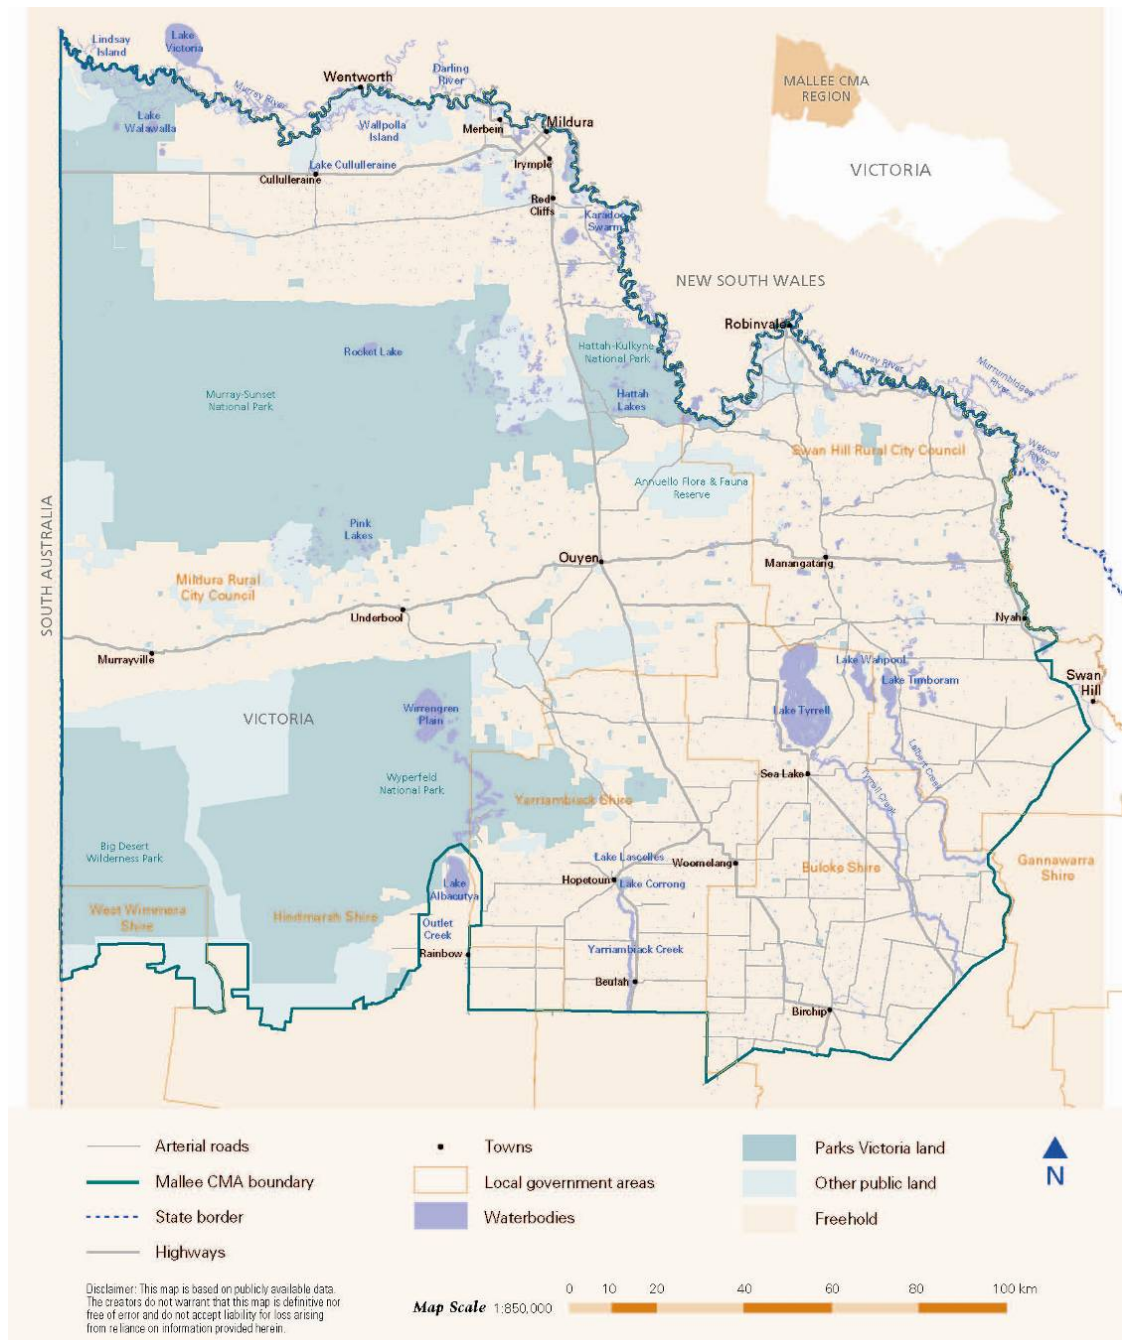 Lindsay
Island
Lake
Victoria
Murray River
Wentworth
Darling
River
MALLEE CMA
REGION
VICTORIA
Lake
Walawalla
Wallpolla
Island
Merbein
Mildura
Irymple
Lake Cullulleraine
Cullulleraine
Red
Cliffs
Karadoc
Swamp
NEW SOUTH WALES
Robinvale
Murray River
Murrumbidgee
River
Rocket Lake
Hattah-Kulkyne
National Park
Hattah
Lakes
Murray-Sunset
National Park
Swan Hill Rural City Council
Wakool
River
Annuello Flora & Fauna
Reserve
SOUTH AUSTRALIA
Pink
Lakes
Ouyen
Manangatang
Mildura Rural
City Council
Underbool
Nyah
Murrayville
Lake Wahpool
Lake Timboram
Swan
Hill
Lake Tyrrell
VICTORIA
Wirrengren
Plain
Lalbert Creek
Tyrrell Creek
Sea Lake
Wyperfeld
National Park
Yarriambiack Shire
Big Desert
Wilderness Park
Lake Lascelles
Woomelang
Buloke Shire
Gannawarra
Shire
Hopetoun
Lake Corrong
Lake
Albacutya
West Wimmera
Shire
Hindmarsh Shire
Outlet
Creek
Rainbow
Yarriambiack Creek
Beulah
Birchip
Arterial roads
Mallee CMA boundary
State border
Highways
Towns
Local government areas
Waterbodies
Parks Victoria land
Other public land
Freehold
N
Disclaimer: This map is based on publicly available data.
The creators do not warrant that this map is definitive nor
free of error and do not accept liability for loss arising
from reliance on information provided herein.
Map Scale 1:850,000
0 10 20 40 60 80 100 km